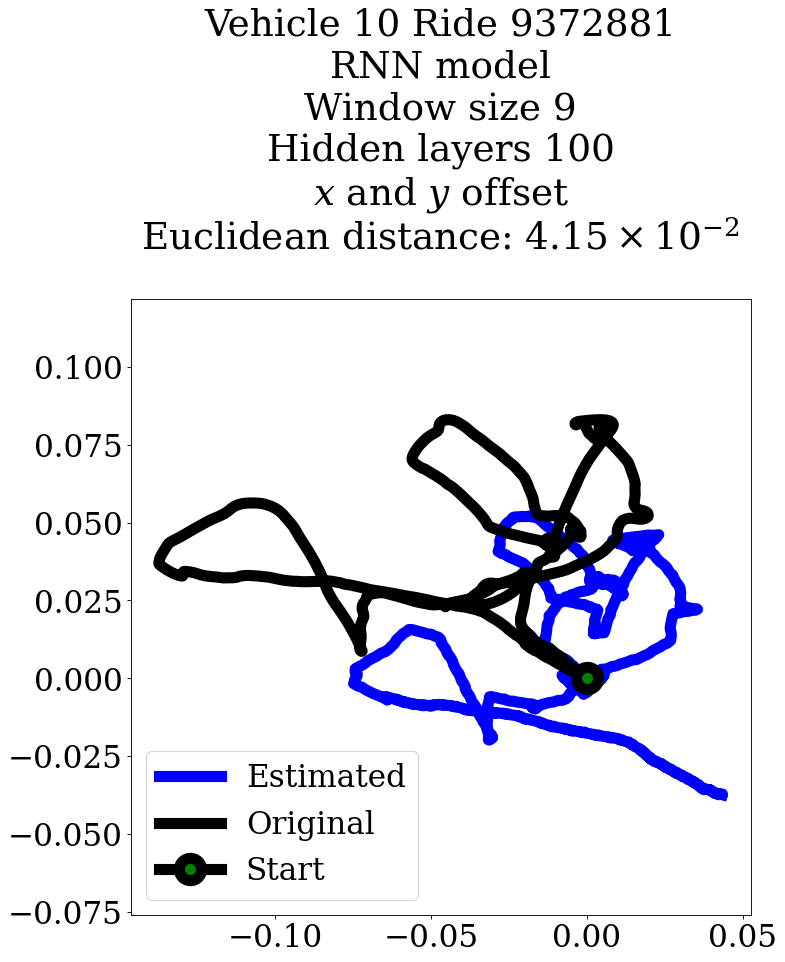 Vehicle 10 Ride 9372881
RNN model
Window size 9
Hidden layers 100
x and y offset
Euclidean distance: 4.15 × 10⁻²
0.100
0.075
0.050
0.025
0.000
−0.025
−0.050
−0.075
Estimated
Original
Start
−0.10
−0.05
0.00
0.05